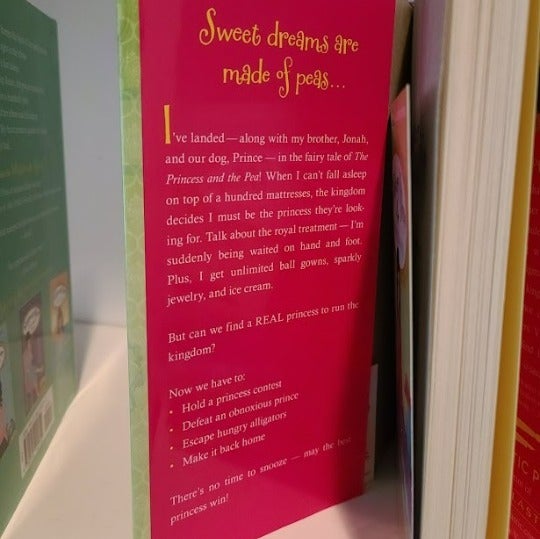 Sweet dreams are
made of peas...
I've landed — along with my brother, Jonah,
and our dog, Prince — in the fairy tale of The
Princess and the Pea! When I can't fall asleep
on top of a hundred mattresses, the kingdom
decides I must be the princess they're look-
ing for. Talk about the royal treatment — I'm
suddenly being waited on hand and foot.
Plus, I get unlimited ball gowns, sparkly
jewelry, and ice cream.
But can we find a REAL princess to run the
kingdom?
Now we have to:
• Hold a princess contest
• Defeat an obnoxious prince
• Escape hungry alligators
• Make it back home
There's no time to snooze — may the best
princess win!